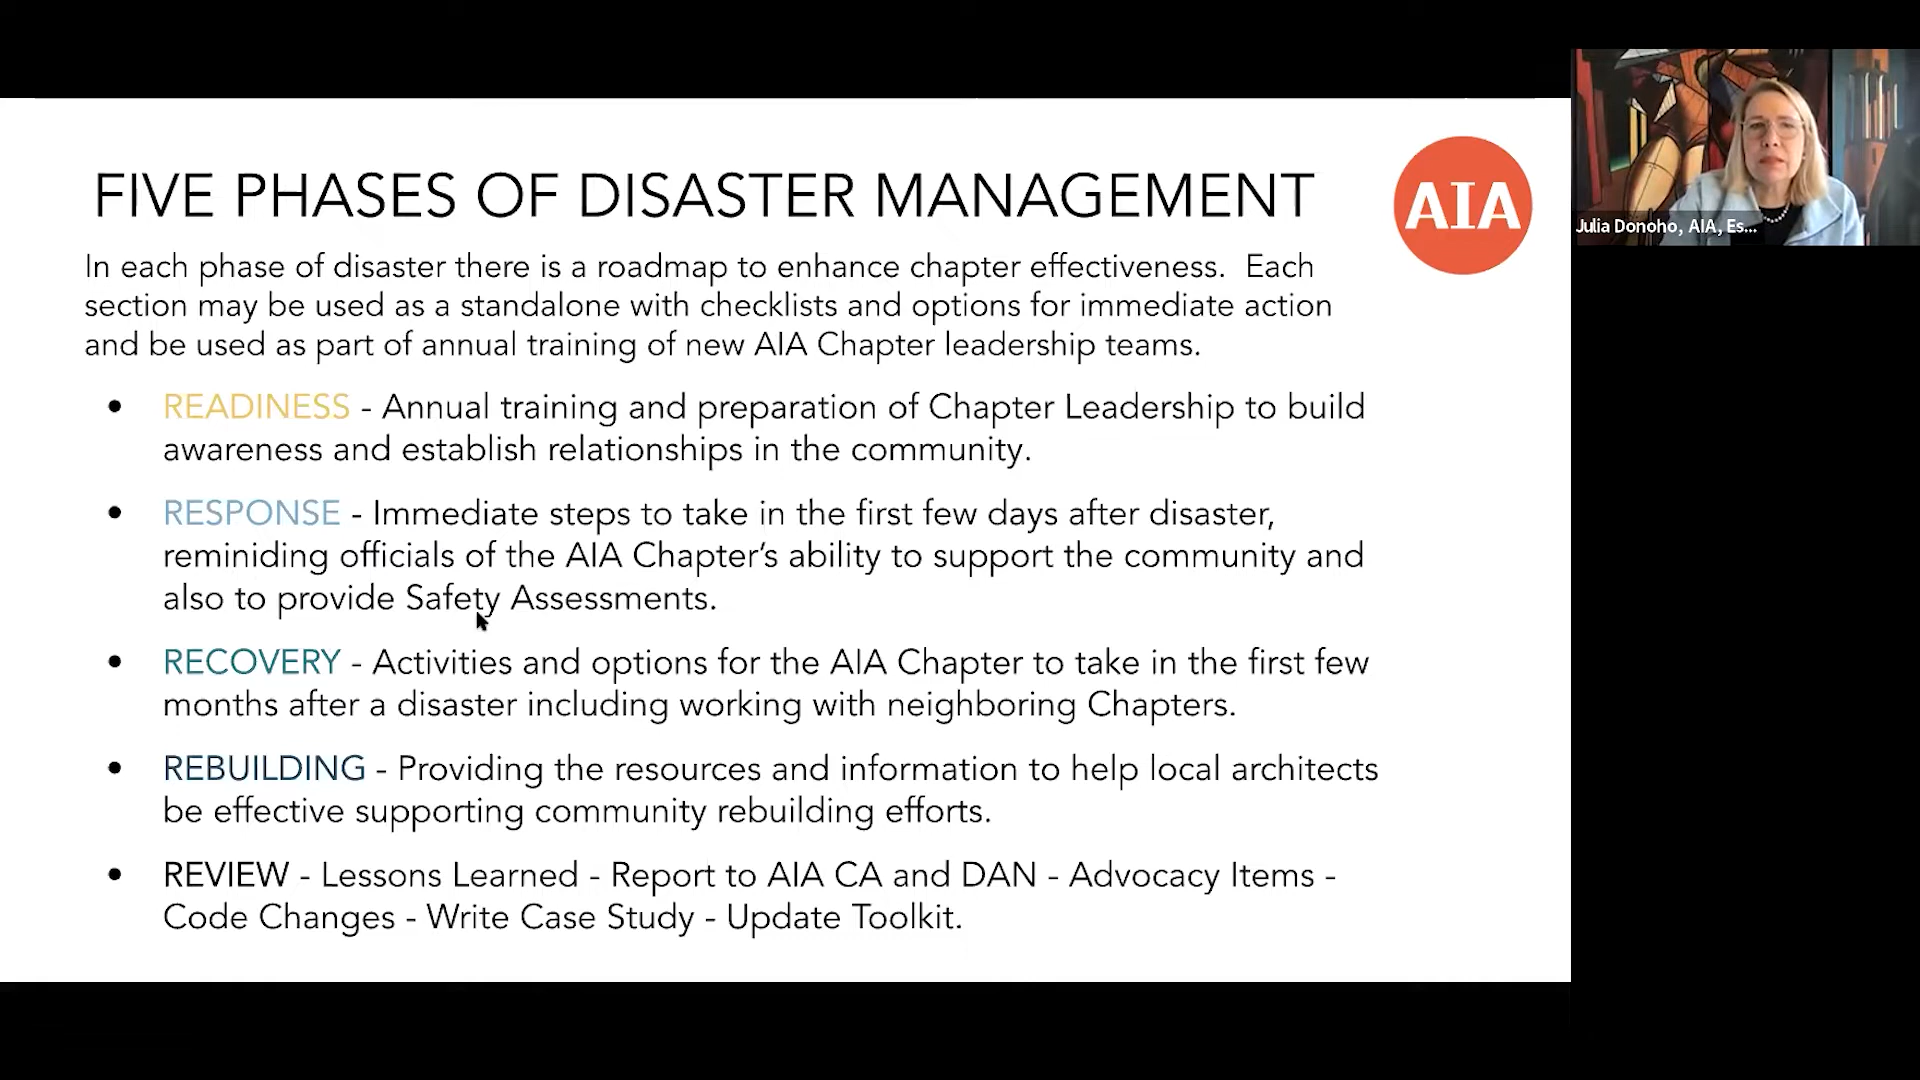 FIVE PHASES OF DISASTER MANAGEMENT
AIA
Julia Donoho, AIA, Es...
In each phase of disaster there is a roadmap to enhance chapter effectiveness. Each
section may be used as a standalone with checklists and options for immediate action
and be used as part of annual training of new AIA Chapter leadership teams.
• READINESS - Annual training and preparation of Chapter Leadership to build
awareness and establish relationships in the community.
• RESPONSE - Immediate steps to take in the first few days after disaster,
reminiding officials of the AIA Chapter's ability to support the community and
also to provide Safety Assessments.
• RECOVERY - Activities and options for the AIA Chapter to take in the first few
months after a disaster including working with neighboring Chapters.
• REBUILDING - Providing the resources and information to help local architects
be effective supporting community rebuilding efforts.
• REVIEW - Lessons Learned - Report to AIA CA and DAN - Advocacy Items -
Code Changes - Write Case Study - Update Toolkit.